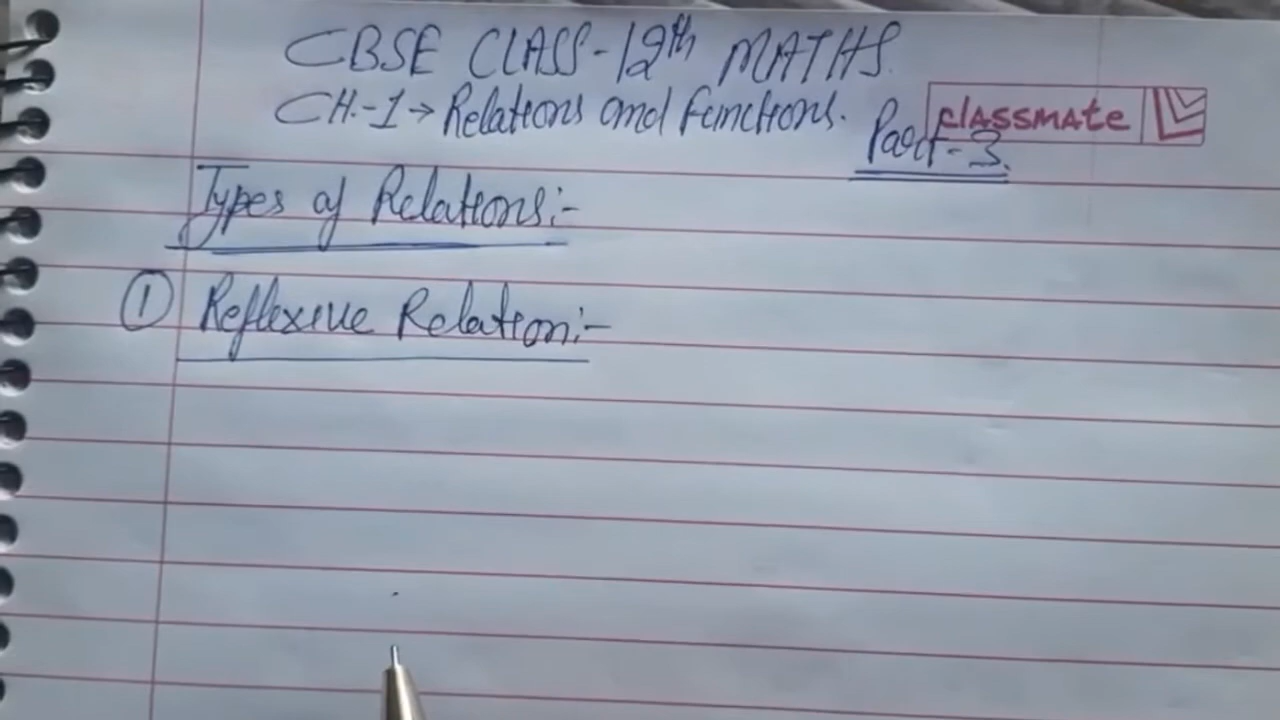 CBSE CLASS-12th MATHS.
CH.-1→ Relations and Functions. Part-3.
classmate
Types of Relations:-
① Reflexive Relation:-